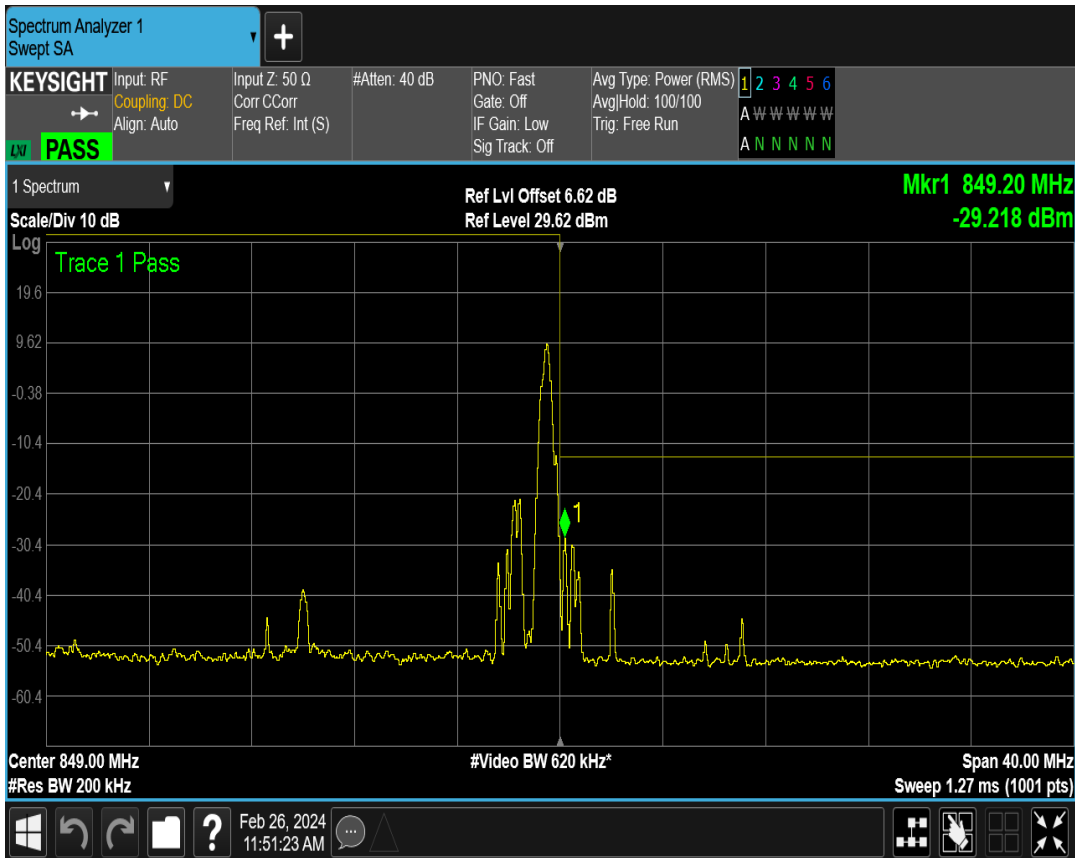 Spectrum Analyzer 1
Swept SA
+
KEYSIGHT
LXI PASS
Input: RF
Coupling: DC
Align: Auto
Input Z: 50 Ω
Corr CCorr
Freq Ref: Int (S)
#Atten: 40 dB
PNO: Fast
Gate: Off
IF Gain: Low
Sig Track: Off
Avg Type: Power (RMS)
Avg|Hold: 100/100
Trig: Free Run
1 2 3 4 5 6
A W W W W W
A N N N N N
1 Spectrum
Scale/Div 10 dB
Ref Lvl Offset 6.62 dB
Ref Level 29.62 dBm
Mkr1 849.20 MHz
-29.218 dBm
Log
Trace 1 Pass
19.6
9.62
-0.38
-10.4
-20.4
1
-30.4
-40.4
-50.4
-60.4
Center 849.00 MHz
#Res BW 200 kHz
#Video BW 620 kHz*
Span 40.00 MHz
Sweep 1.27 ms (1001 pts)
?
Feb 26, 2024
11:51:23 AM